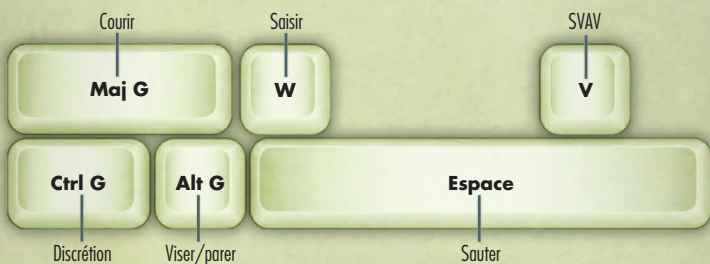 Courir Saisir SVAV
Maj G W V
Ctrl G Alt G Espace
Discrétion Viser/parer Sauter